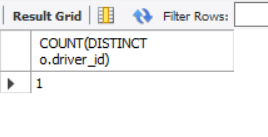 Result Grid Filter Rows:
COUNT(DISTINCT
o.driver_id)
1